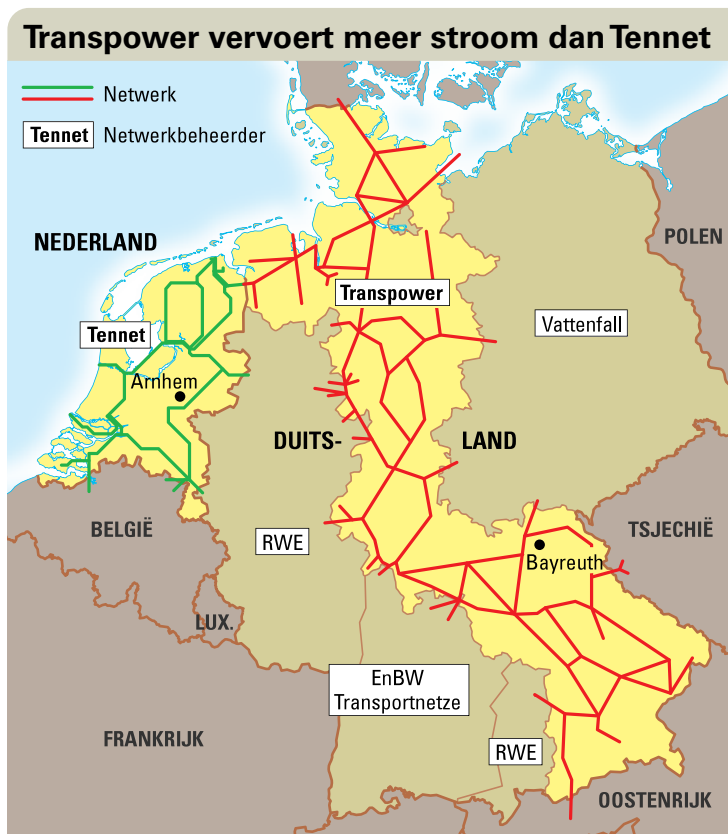 Transpower vervoert meer stroom dan Tennet
Netwerk
Tennet Netwerkbeheerder
NEDERLAND
POLEN
Transpower
Tennet
Vattenfall
Arnhem
DUITS-
LAND
BELGIË
RWE
TSJECHIË
Bayreuth
LUX.
EnBW
Transportnetze
FRANKRIJK
RWE
OOSTENRIJK